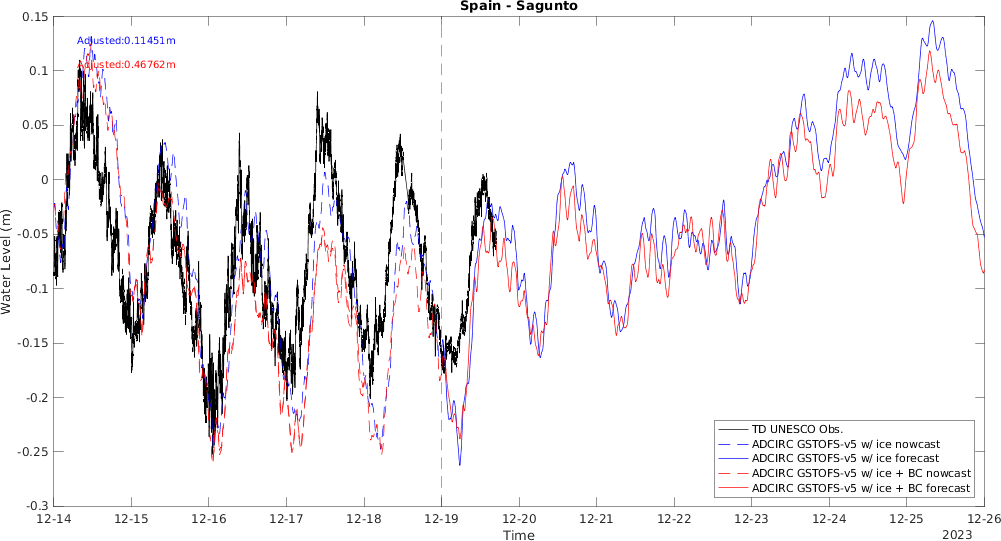 Spain - Sagunto
0.15
0.1
0.05
0
-0.05
-0.1
-0.15
-0.2
-0.25
-0.3
Water Level (m)
Adjusted:0.11451m
Adjusted:0.46762m
TD UNESCO Obs.
ADCIRC GSTOFS-v5 w/ ice nowcast
ADCIRC GSTOFS-v5 w/ ice forecast
ADCIRC GSTOFS-v5 w/ ice + BC nowcast
ADCIRC GSTOFS-v5 w/ ice + BC forecast
12-14 12-15 12-16 12-17 12-18 12-19 12-20 12-21 12-22 12-23 12-24 12-25 12-26
Time
2023